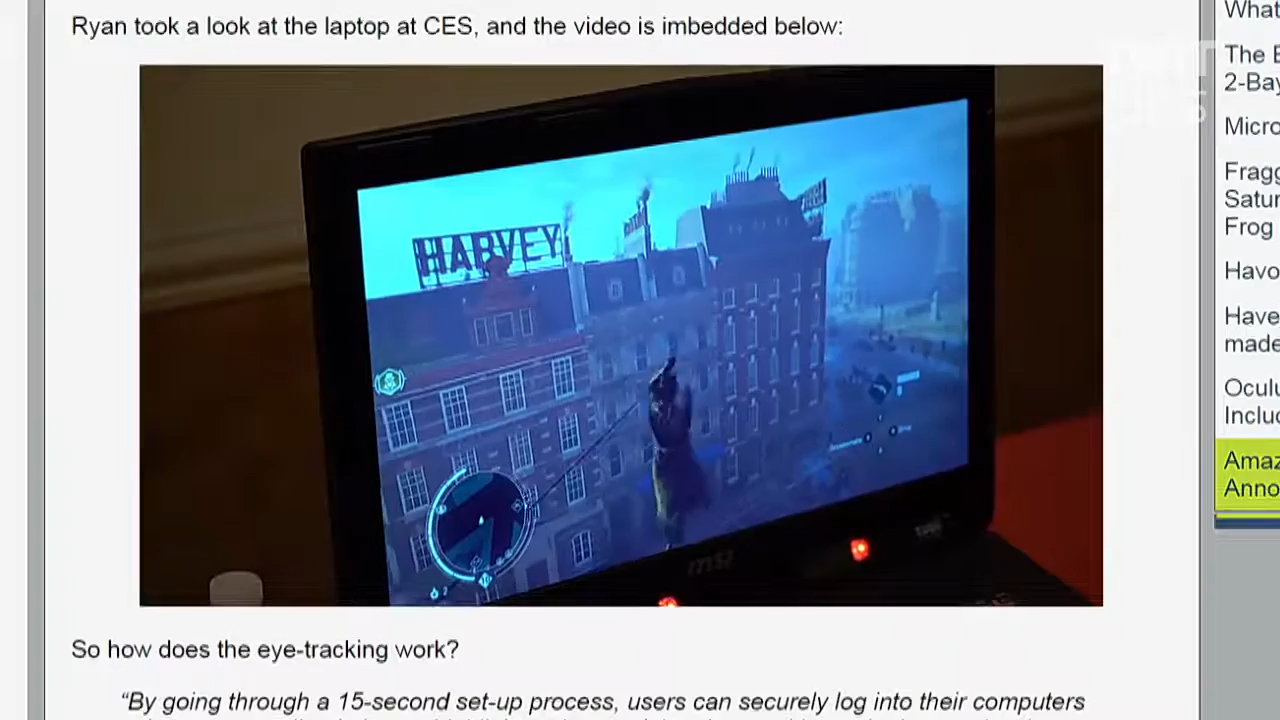 Ryan took a look at the laptop at CES, and the video is imbedded below:
HARVEY
msi
So how does the eye-tracking work?
“By going through a 15-second set-up process, users can securely log into their computers
What
The E
2-Bay
Micro
Fragg
Satur
Frog
Havo
Have
made
Ocul
Includ
Amaz
Anno